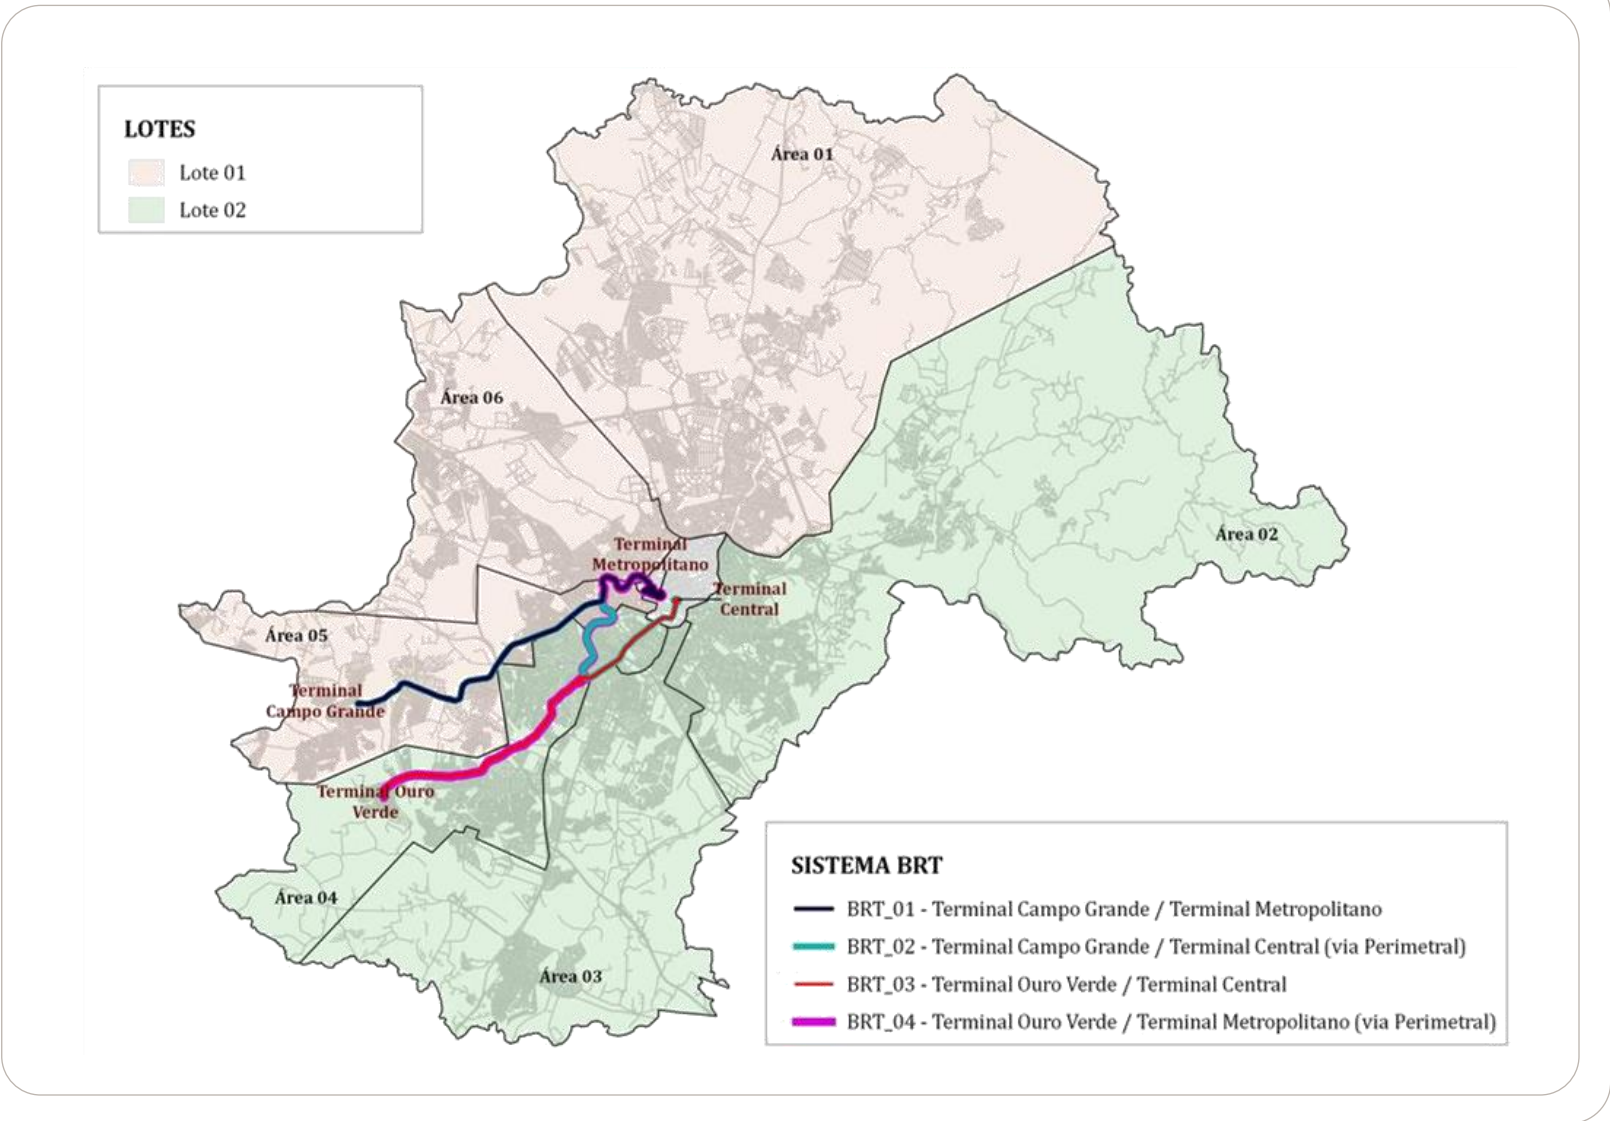 LOTES
Lote 01
Lote 02
Área 01
Área 06
Área 02
Terminal
Metropolitano
Terminal
Central
Área 05
Terminal
Campo Grande
Terminal Ouro
Verde
Área 04
Área 03
SISTEMA BRT
BRT_01 - Terminal Campo Grande / Terminal Metropolitano
BRT_02 - Terminal Campo Grande / Terminal Central (via Perimetral)
BRT_03 - Terminal Ouro Verde / Terminal Central
BRT_04 - Terminal Ouro Verde / Terminal Metropolitano (via Perimetral)